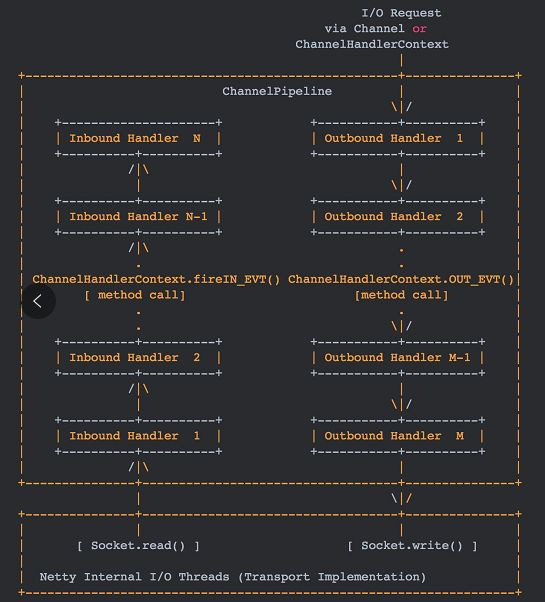 I/O Request
via Channel or
ChannelHandlerContext
ChannelPipeline
Inbound Handler N
Outbound Handler 1
Inbound Handler N-1
Outbound Handler 2
ChannelHandlerContext.fireIN_EVT() ChannelHandlerContext.OUT_EVT()
[ method call] [method call]
Inbound Handler 2
Outbound Handler M-1
Inbound Handler 1
Outbound Handler M
[ Socket.read() ] [ Socket.write() ]
Netty Internal I/O Threads (Transport Implementation)